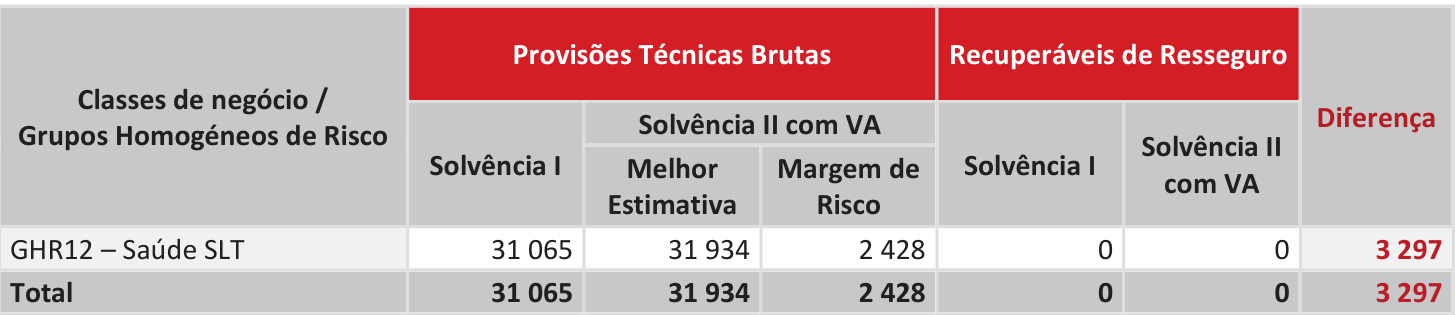 Classes de negócio /
Grupos Homogéneos de Risco
Provisões Técnicas Brutas
Recuperáveis de Resseguro
Diferença
Solvência I
Solvência II com VA
Melhor
Estimativa
Margem de
Risco
Solvência I
Solvência II
com VA
GHR12 – Saúde SLT 31 065 31 934 2 428 0 0 3 297
Total 31 065 31 934 2 428 0 0 3 297